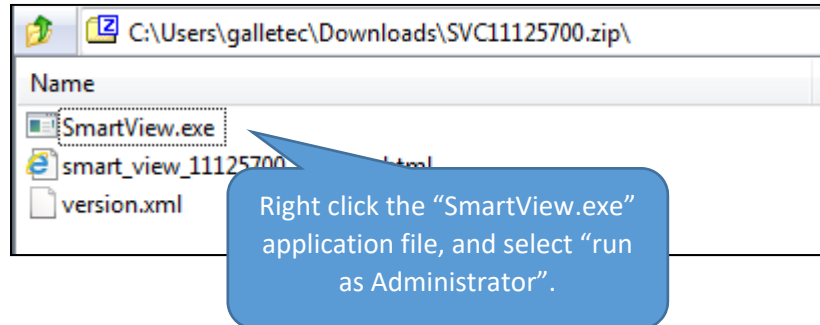 C:\Users\galletec\Downloads\SVC11125700.zip\
Name
SmartView.exe
smart_view_11125700
version.xml
Right click the “SmartView.exe”
application file, and select “run
as Administrator”.